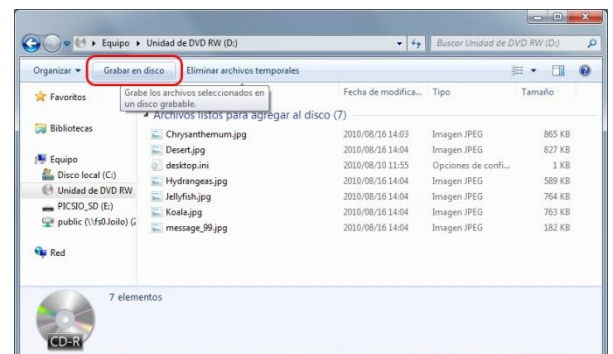 Equipo ▸ Unidad de DVD RW (D:)
Buscar Unidad de DVD RW (D:)
Organizar
Grabar en disco
Eliminar archivos temporales
Grabe los archivos seleccionados en
un disco grabable.
Favoritos
Bibliotecas
Equipo
Disco local (C:)
Unidad de DVD RW
PICSIO_SD (E:)
public (\\fs0.loilo) (
Red
Fecha de modifica... Tipo Tamaño
Archivos listos para agregar al disco (7)
Chrysanthemum.jpg 2010/08/16 14:03 Imagen JPEG 865 KB
Desert.jpg 2010/08/16 14:04 Imagen JPEG 827 KB
desktop.ini 2010/08/10 11:55 Opciones de confi... 1 KB
Hydrangeas.jpg 2010/08/16 14:04 Imagen JPEG 589 KB
Jellyfish.jpg 2010/08/16 14:04 Imagen JPEG 764 KB
Koala.jpg 2010/08/16 14:04 Imagen JPEG 763 KB
message_99.jpg 2010/08/16 14:04 Imagen JPEG 182 KB
7 elementos
CD-R